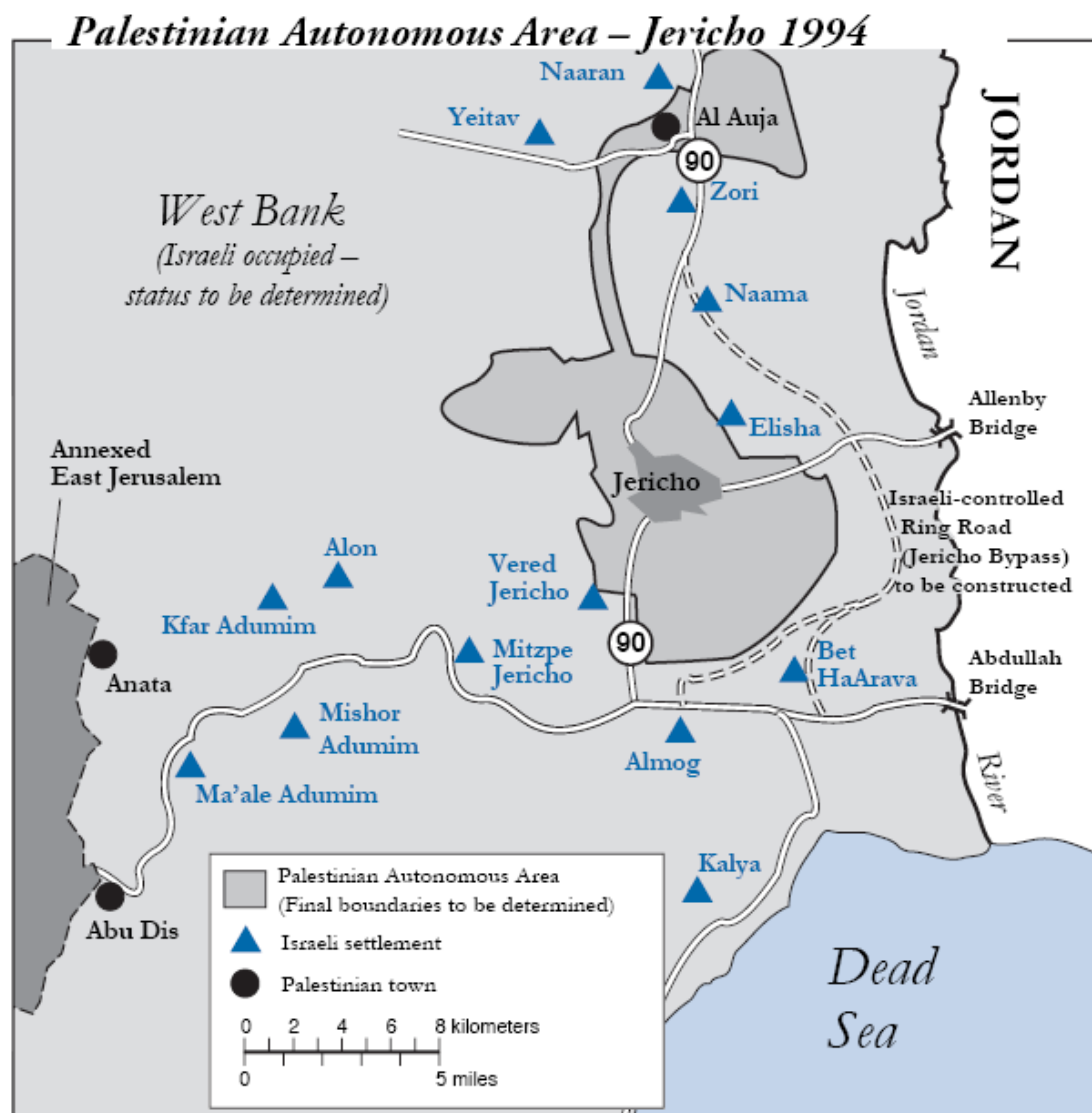 Palestinian Autonomous Area – Jericho 1994
Naaran
Yeitav
Al Auja
90
Zori
JORDAN
West Bank
(Israeli occupied –
status to be determined)
Naama
Jordan
Allenby
Bridge
Elisha
Annexed
East Jerusalem
Jericho
Israeli-controlled
Ring Road
(Jericho Bypass)
to be constructed
Alon
Vered
Jericho
Kfar Adumim
90
Mitzpe
Jericho
Bet
HaArava
Abdullah
Bridge
Anata
Mishor
Adumim
Almog
Ma'ale Adumim
River
Kalya
Abu Dis
Palestinian Autonomous Area
(Final boundaries to be determined)
Israeli settlement
Palestinian town
0 2 4 6 8 kilometers
0 5 miles
Dead
Sea